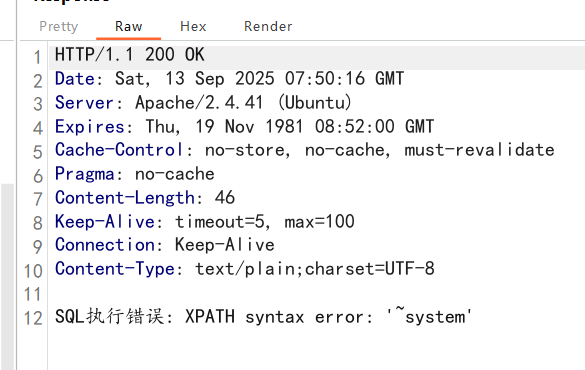 Pretty Raw Hex Render
1 HTTP/1.1 200 OK
2 Date: Sat, 13 Sep 2025 07:50:16 GMT
3 Server: Apache/2.4.41 (Ubuntu)
4 Expires: Thu, 19 Nov 1981 08:52:00 GMT
5 Cache-Control: no-store, no-cache, must-revalidate
6 Pragma: no-cache
7 Content-Length: 46
8 Keep-Alive: timeout=5, max=100
9 Connection: Keep-Alive
10 Content-Type: text/plain;charset=UTF-8
11
12 SQL执行错误: XPATH syntax error: '~system'